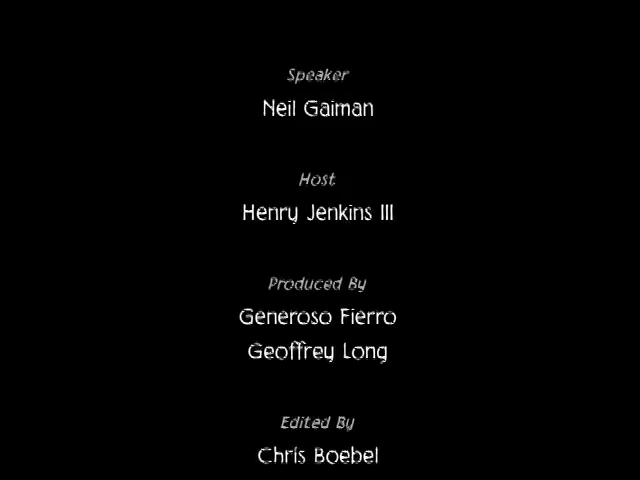 Speaker
Neil Gaiman
Host
Henry Jenkins III
Produced By
Generoso Fierro
Geoffrey Long
Edited By
Chris Boebel